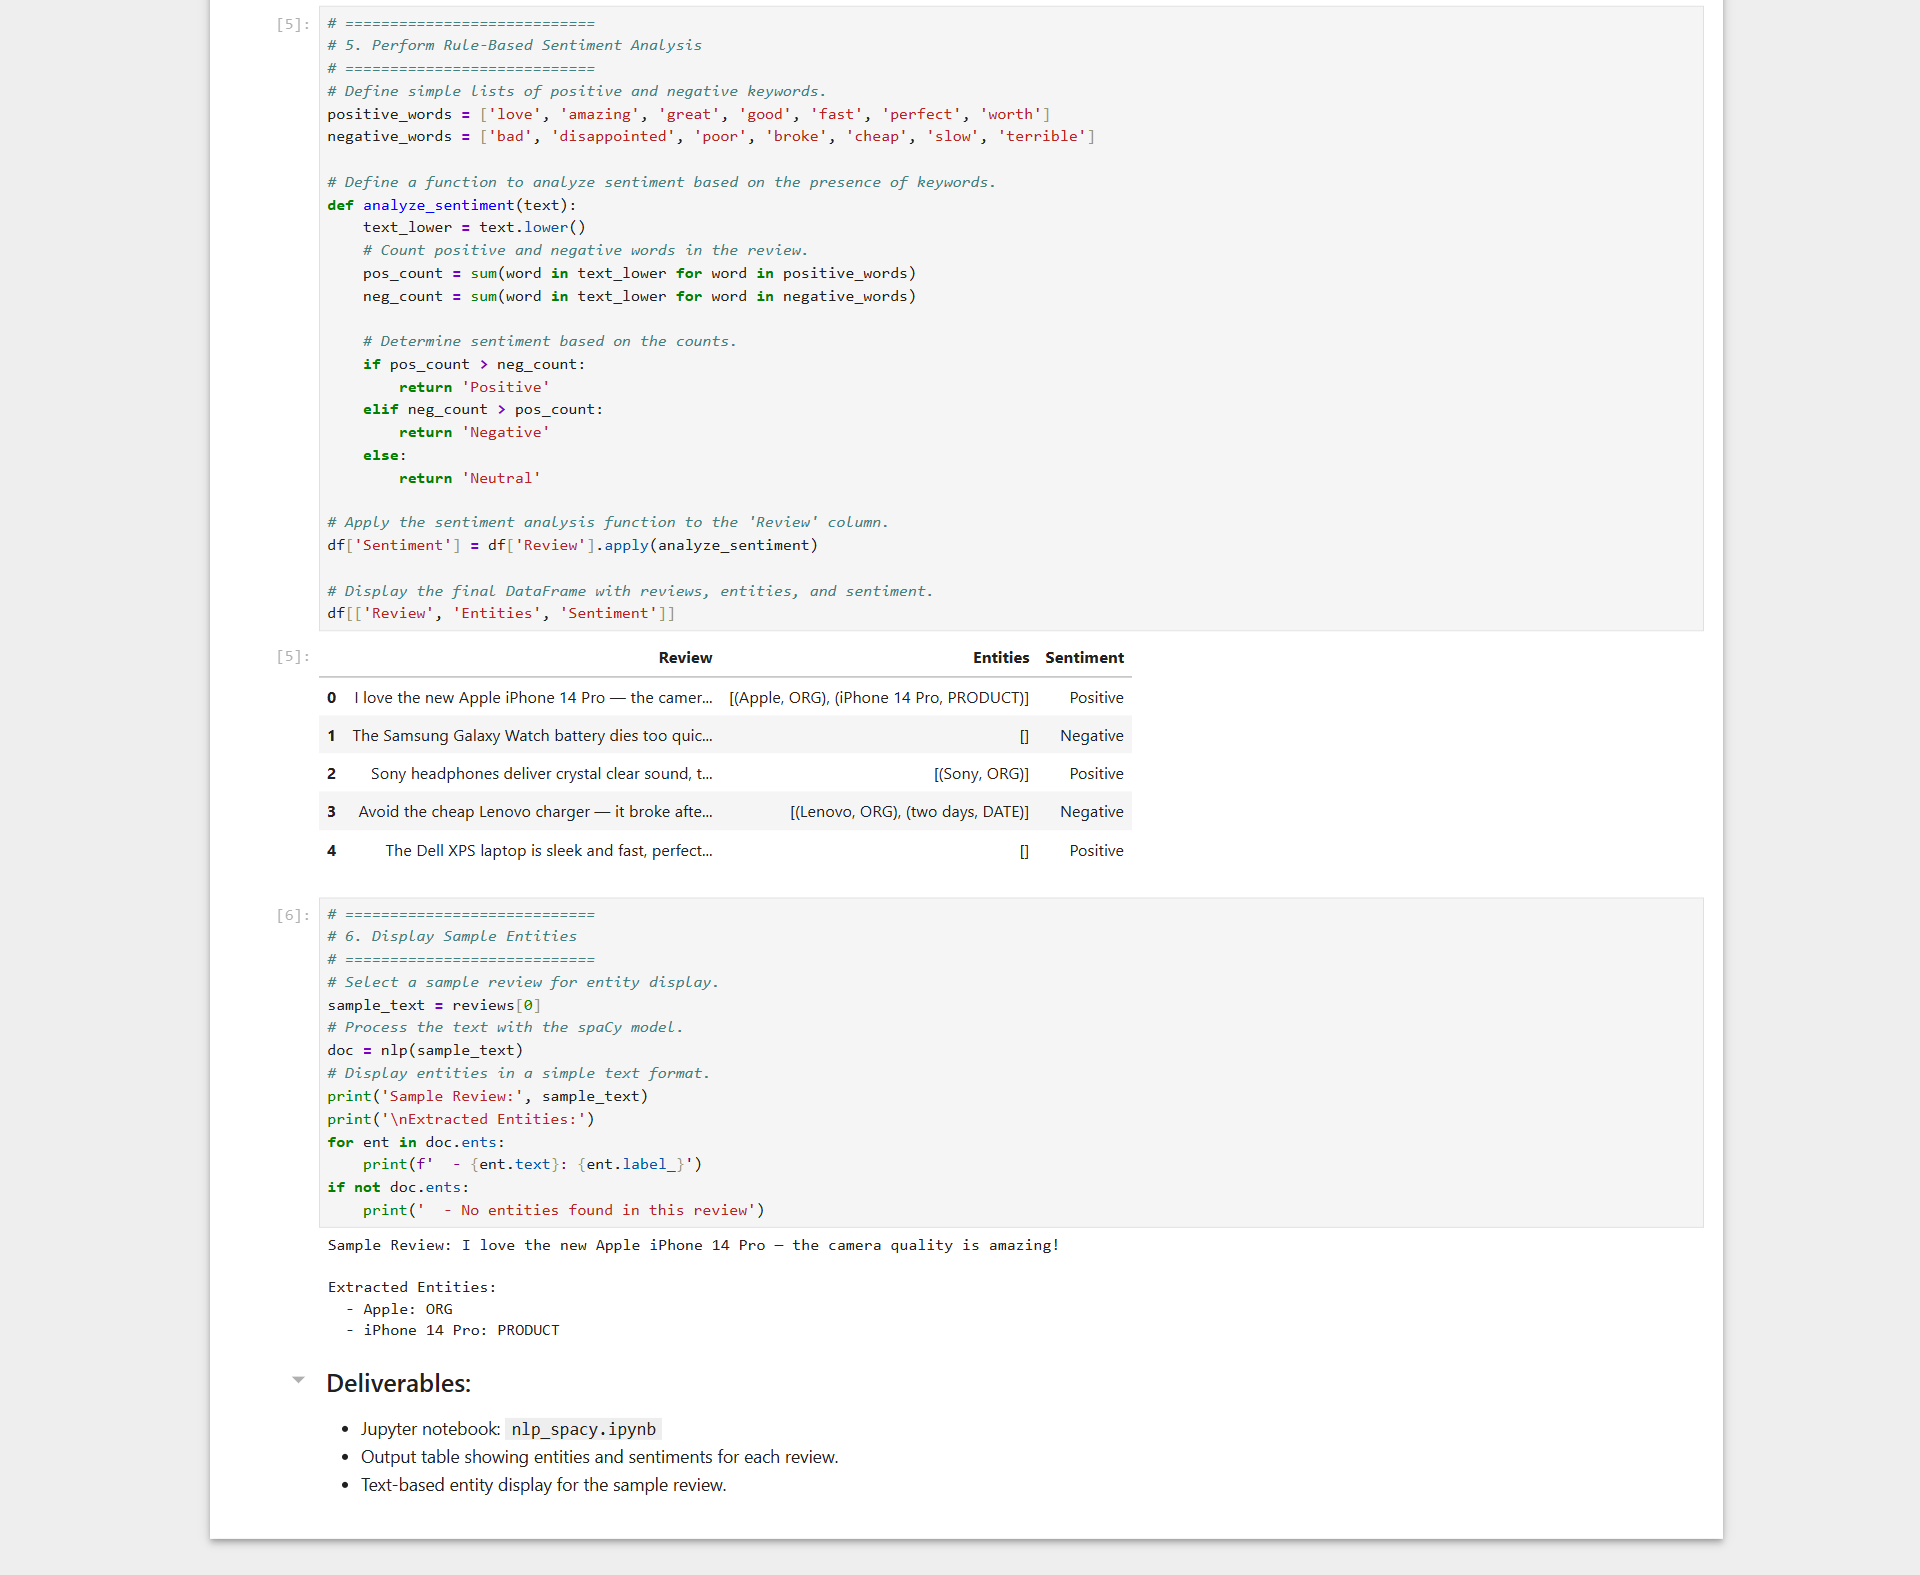 [5]:
# ============================
# 5. Perform Rule-Based Sentiment Analysis
# ============================
# Define simple lists of positive and negative keywords.
positive_words = ['love', 'amazing', 'great', 'good', 'fast', 'perfect', 'worth']
negative_words = ['bad', 'disappointed', 'poor', 'broke', 'cheap', 'slow', 'terrible']

# Define a function to analyze sentiment based on the presence of keywords.
def analyze_sentiment(text):
    text_lower = text.lower()
    # Count positive and negative words in the review.
    pos_count = sum(word in text_lower for word in positive_words)
    neg_count = sum(word in text_lower for word in negative_words)

    # Determine sentiment based on the counts.
    if pos_count > neg_count:
        return 'Positive'
    elif neg_count > pos_count:
        return 'Negative'
    else:
        return 'Neutral'

# Apply the sentiment analysis function to the 'Review' column.
df['Sentiment'] = df['Review'].apply(analyze_sentiment)

# Display the final DataFrame with reviews, entities, and sentiment.
df[['Review', 'Entities', 'Sentiment']]
[5]:
Review Entities Sentiment
0 I love the new Apple iPhone 14 Pro — the camer... [(Apple, ORG), (iPhone 14 Pro, PRODUCT)] Positive
1 The Samsung Galaxy Watch battery dies too quic... [] Negative
2 Sony headphones deliver crystal clear sound, t... [(Sony, ORG)] Positive
3 Avoid the cheap Lenovo charger — it broke afte... [(Lenovo, ORG), (two days, DATE)] Negative
4 The Dell XPS laptop is sleek and fast, perfect... [] Positive
[6]:
# ============================
# 6. Display Sample Entities
# ============================
# Select a sample review for entity display.
sample_text = reviews[0]
# Process the text with the spaCy model.
doc = nlp(sample_text)
# Display entities in a simple text format.
print('Sample Review:', sample_text)
print('\nExtracted Entities:')
for ent in doc.ents:
    print(f'  - {ent.text}: {ent.label_}')
if not doc.ents:
    print('  - No entities found in this review')
Sample Review: I love the new Apple iPhone 14 Pro — the camera quality is amazing!

Extracted Entities:
  - Apple: ORG
  - iPhone 14 Pro: PRODUCT
Deliverables:
• Jupyter notebook: nlp_spacy.ipynb
• Output table showing entities and sentiments for each review.
• Text-based entity display for the sample review.